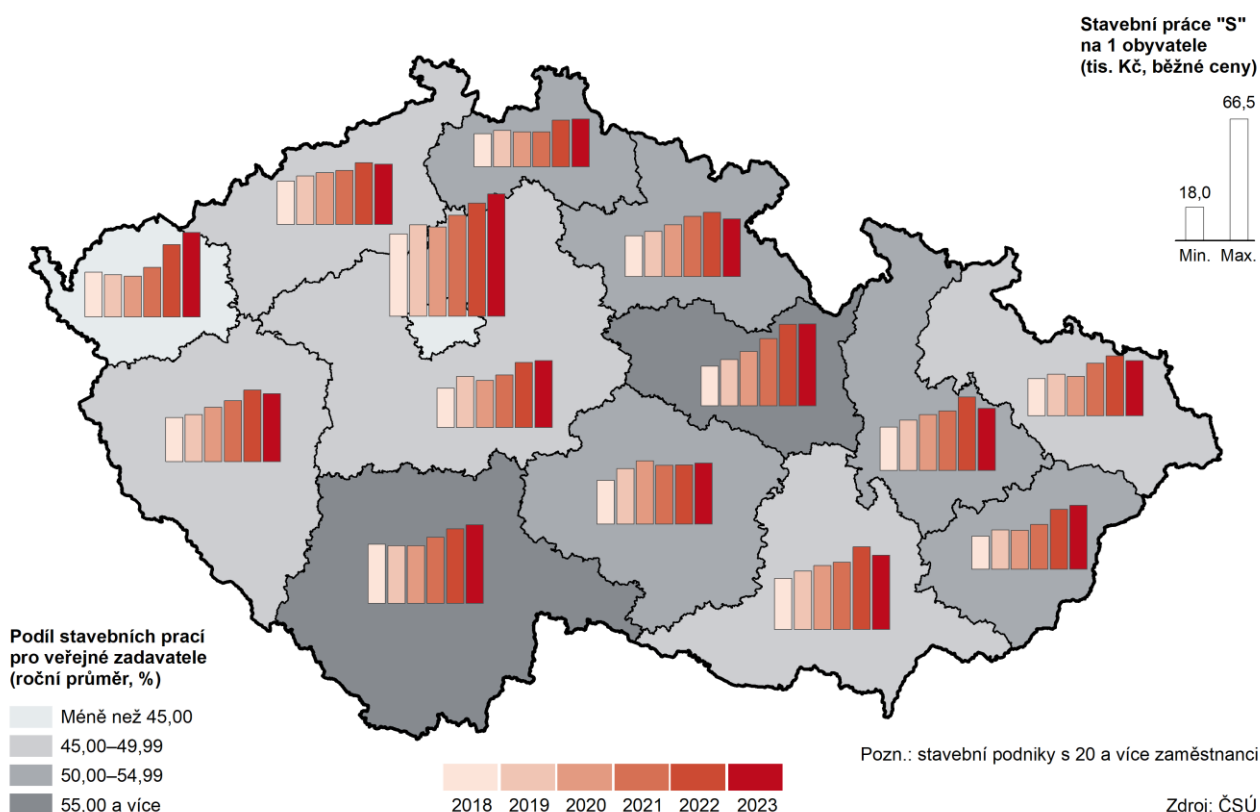 Stavební práce "S"
na 1 obyvatele
(tis. Kč, běžné ceny)
66,5
18,0
Min. Max.
Podíl stavebních prací
pro veřejné zadavatele
(roční průměr, %)
Méně než 45,00
45,00–49,99
50,00–54,99
55,00 a více
2018 2019 2020 2021 2022 2023
Pozn.: stavební podniky s 20 a více zaměstnanci
Zdroj: ČSÚ